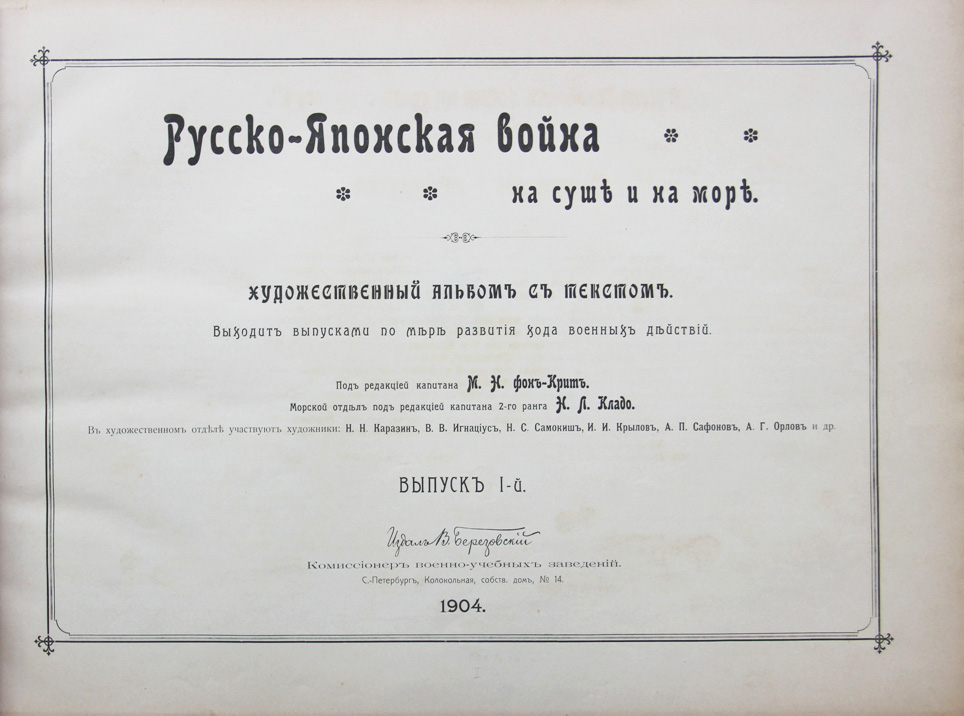 Русско-Японская война
на сушѣ и на морѣ.
ХУДОЖЕСТВЕННЫЙ АЛЬБОМЪ СЪ ТЕКСТОМЪ.
Выходитъ выпусками по мѣрѣ развитія хода военныхъ дѣйствій.
Подъ редакціей капитана М. Н. фонъ-Критъ.
Морской отдѣлъ под редакціей капитана 2-го ранга Н. Л. Кладо.
Въ художественномъ отдѣлѣ участвуютъ художники: Н. Н. Каразинъ, В. В. Игнаціусъ, Н. С. Самокишъ, И. И. Крыловъ, А. П. Сафоновъ, А. Г. Орловъ и др.
ВЫПУСКЪ I-й.
Издалъ В. Березовскій
Комиссіонеръ военно-учебныхъ заведеній.
С.-Петербургъ, Колокольная, собств. домъ, № 14.
1904.